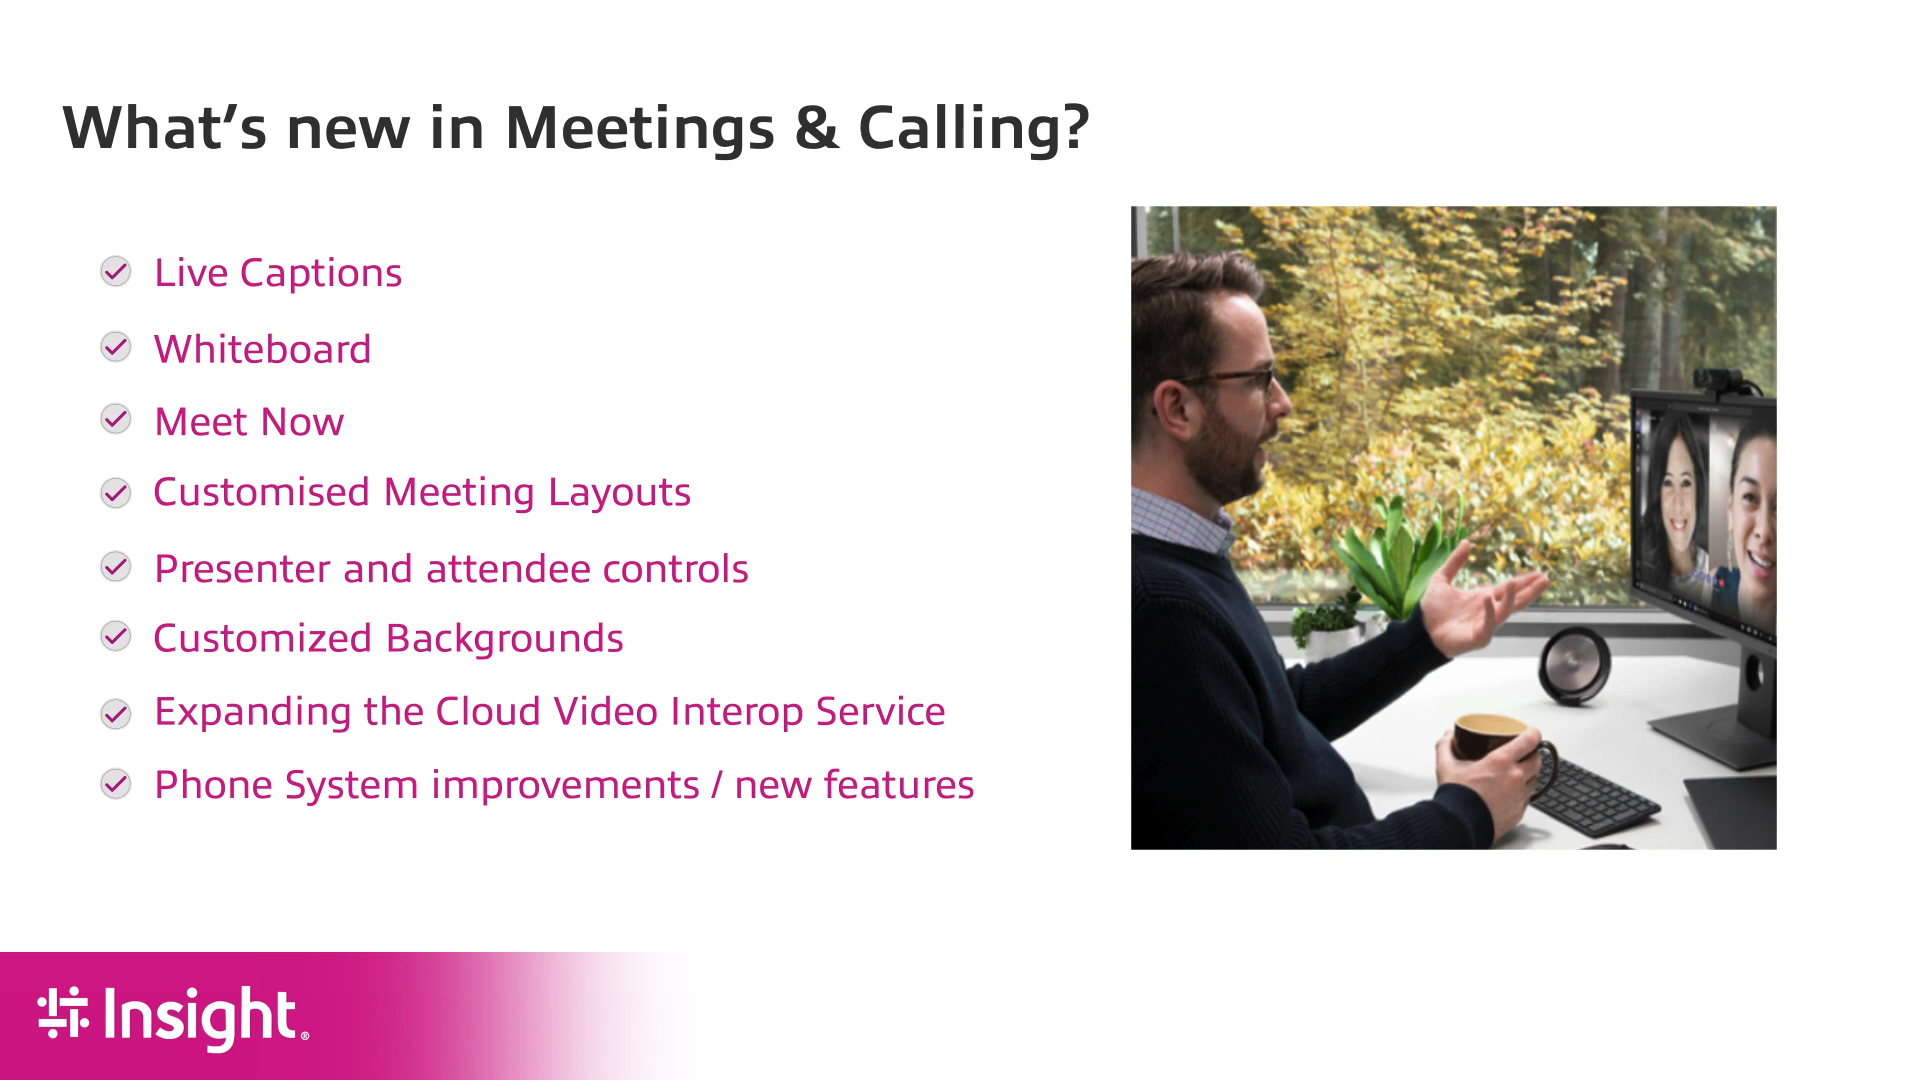 What’s new in Meetings & Calling?
Live Captions
Whiteboard
Meet Now
Customised Meeting Layouts
Presenter and attendee controls
Customized Backgrounds
Expanding the Cloud Video Interop Service
Phone System improvements / new features
Insight®